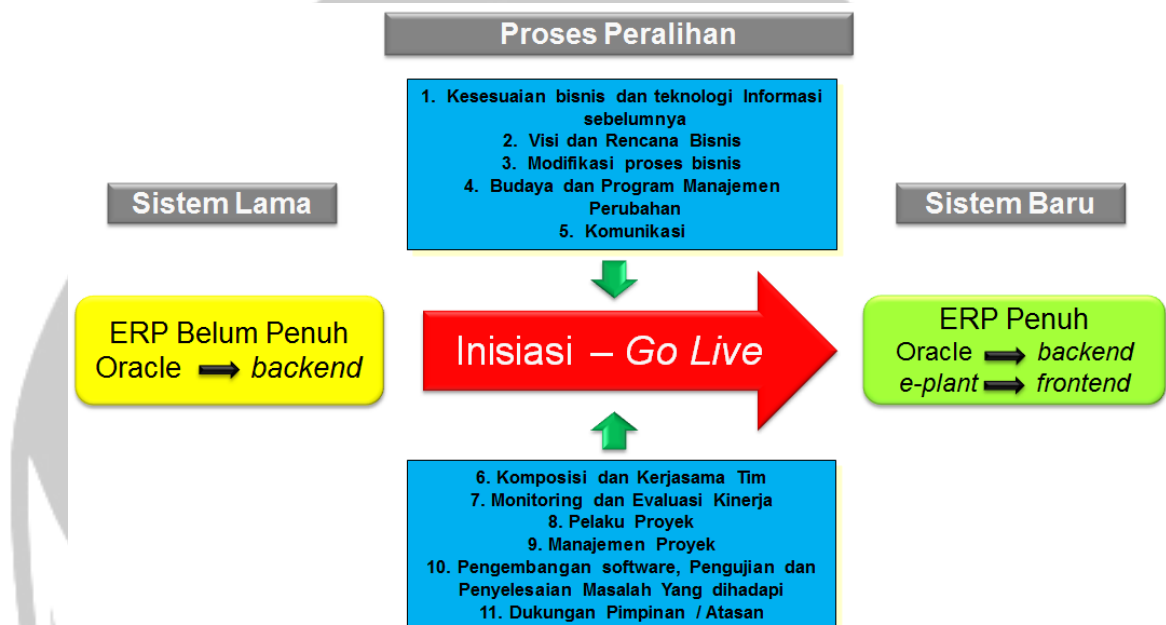 Proses Peralihan
1. Kesesuaian bisnis dan teknologi Informasi
sebelumnya
2. Visi dan Rencana Bisnis
3. Modifikasi proses bisnis
4. Budaya dan Program Manajemen
Perubahan
5. Komunikasi
Sistem Lama
Sistem Baru
ERP Belum Penuh
Oracle → backend
Inisiasi – Go Live
ERP Penuh
Oracle → backend
e-plant → frontend
6. Komposisi dan Kerjasama Tim
7. Monitoring dan Evaluasi Kinerja
8. Pelaku Proyek
9. Manajemen Proyek
10. Pengembangan software, Pengujian dan
Penyelesaian Masalah Yang dihadapi
11. Dukungan Pimpinan / Atasan